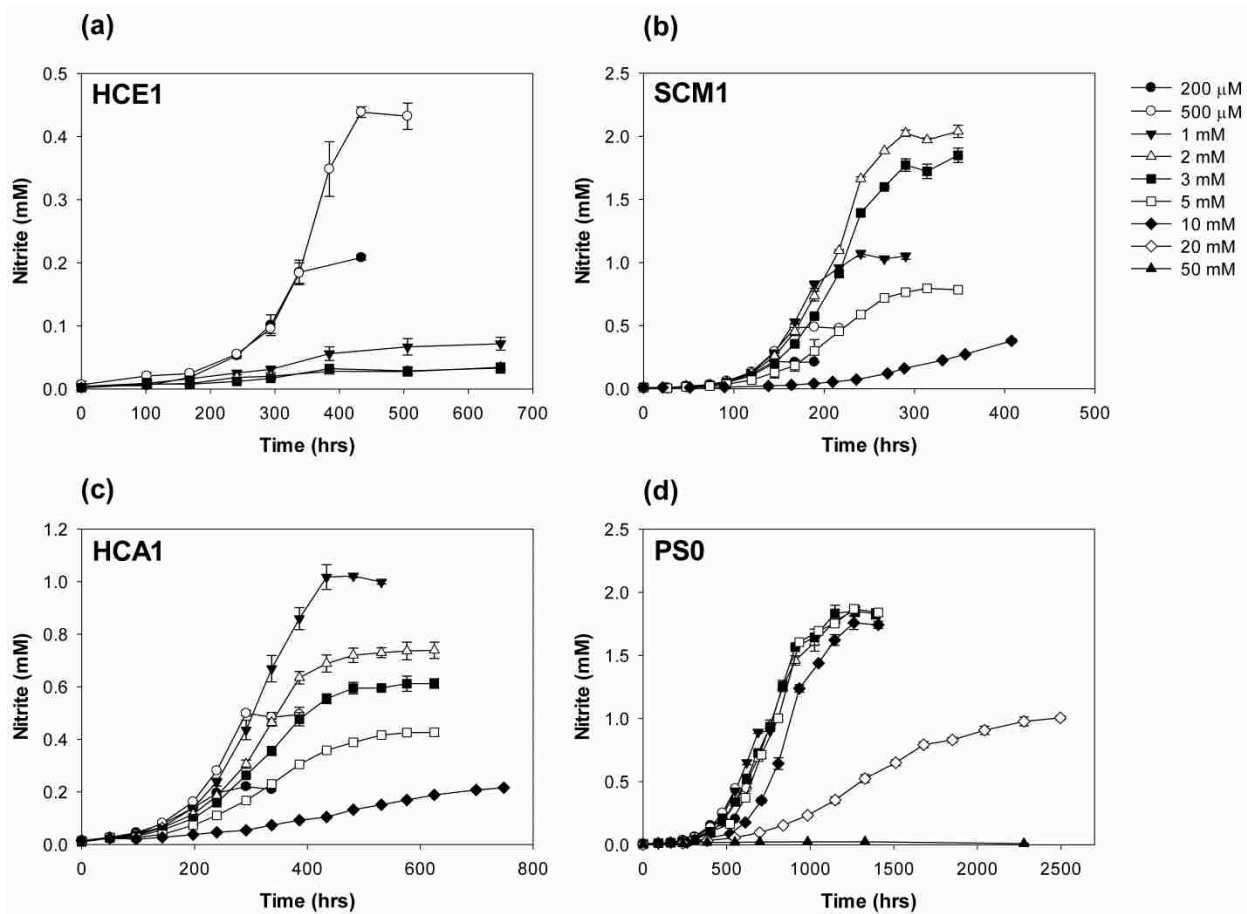 (a)
HCE1
Nitrite (mM)
0.5
0.4
0.3
0.2
0.1
0.0
0 100 200 300 400 500 600 700
Time (hrs)
(b)
SCM1
Nitrite (mM)
2.5
2.0
1.5
1.0
0.5
0.0
0 100 200 300 400 500
Time (hrs)
200 μM
500 μM
1 mM
2 mM
3 mM
5 mM
10 mM
20 mM
50 mM
(c)
HCA1
Nitrite (mM)
1.2
1.0
0.8
0.6
0.4
0.2
0.0
0 200 400 600 800
Time (hrs)
(d)
PS0
Nitrite (mM)
2.5
2.0
1.5
1.0
0.5
0.0
0 500 1000 1500 2000 2500
Time (hrs)